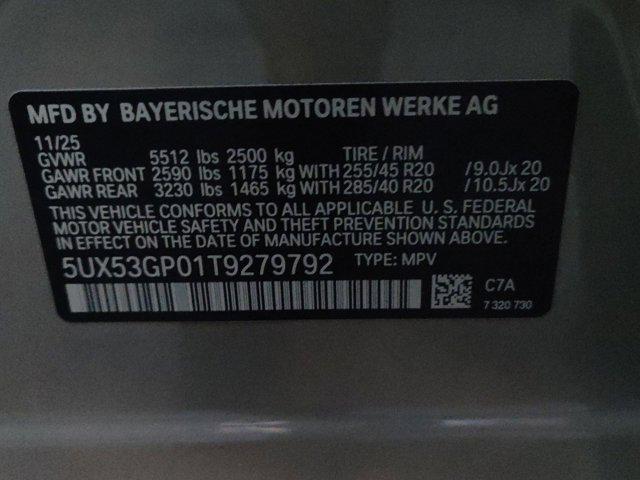 MFD BY BAYERISCHE MOTOREN WERKE AG
11/25
GVWR 5512 lbs 2500 kg TIRE / RIM
GAWR FRONT 2590 lbs 1175 kg WITH 255/45 R20 /9.0Jx 20
GAWR REAR 3230 lbs 1465 kg WITH 285/40 R20 /10.5Jx 20
THIS VEHICLE CONFORMS TO ALL APPLICABLE U. S. FEDERAL
MOTOR VEHICLE SAFETY AND THEFT PREVENTION STANDARDS
IN EFFECT ON THE DATE OF MANUFACTURE SHOWN ABOVE.
5UX53GP01T9279792 TYPE: MPV
C7A
7 320 730